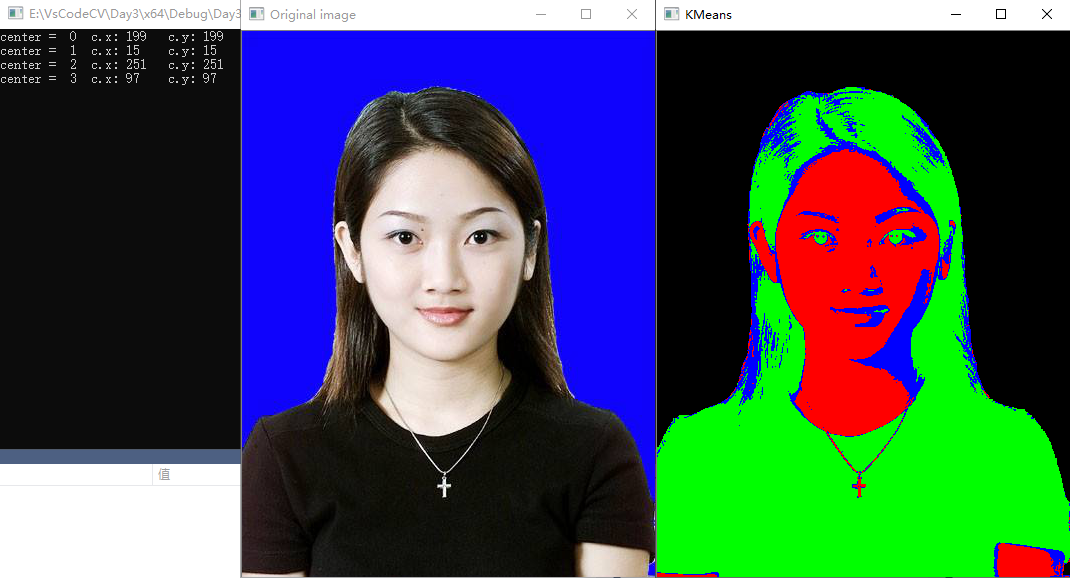 E:\VsCodeCV\Day3\x64\Debug\Day3
center = 0 c.x: 199 c.y: 199
center = 1 c.x: 15 c.y: 15
center = 2 c.x: 251 c.y: 251
center = 3 c.x: 97 c.y: 97
值
Original image
KMeans